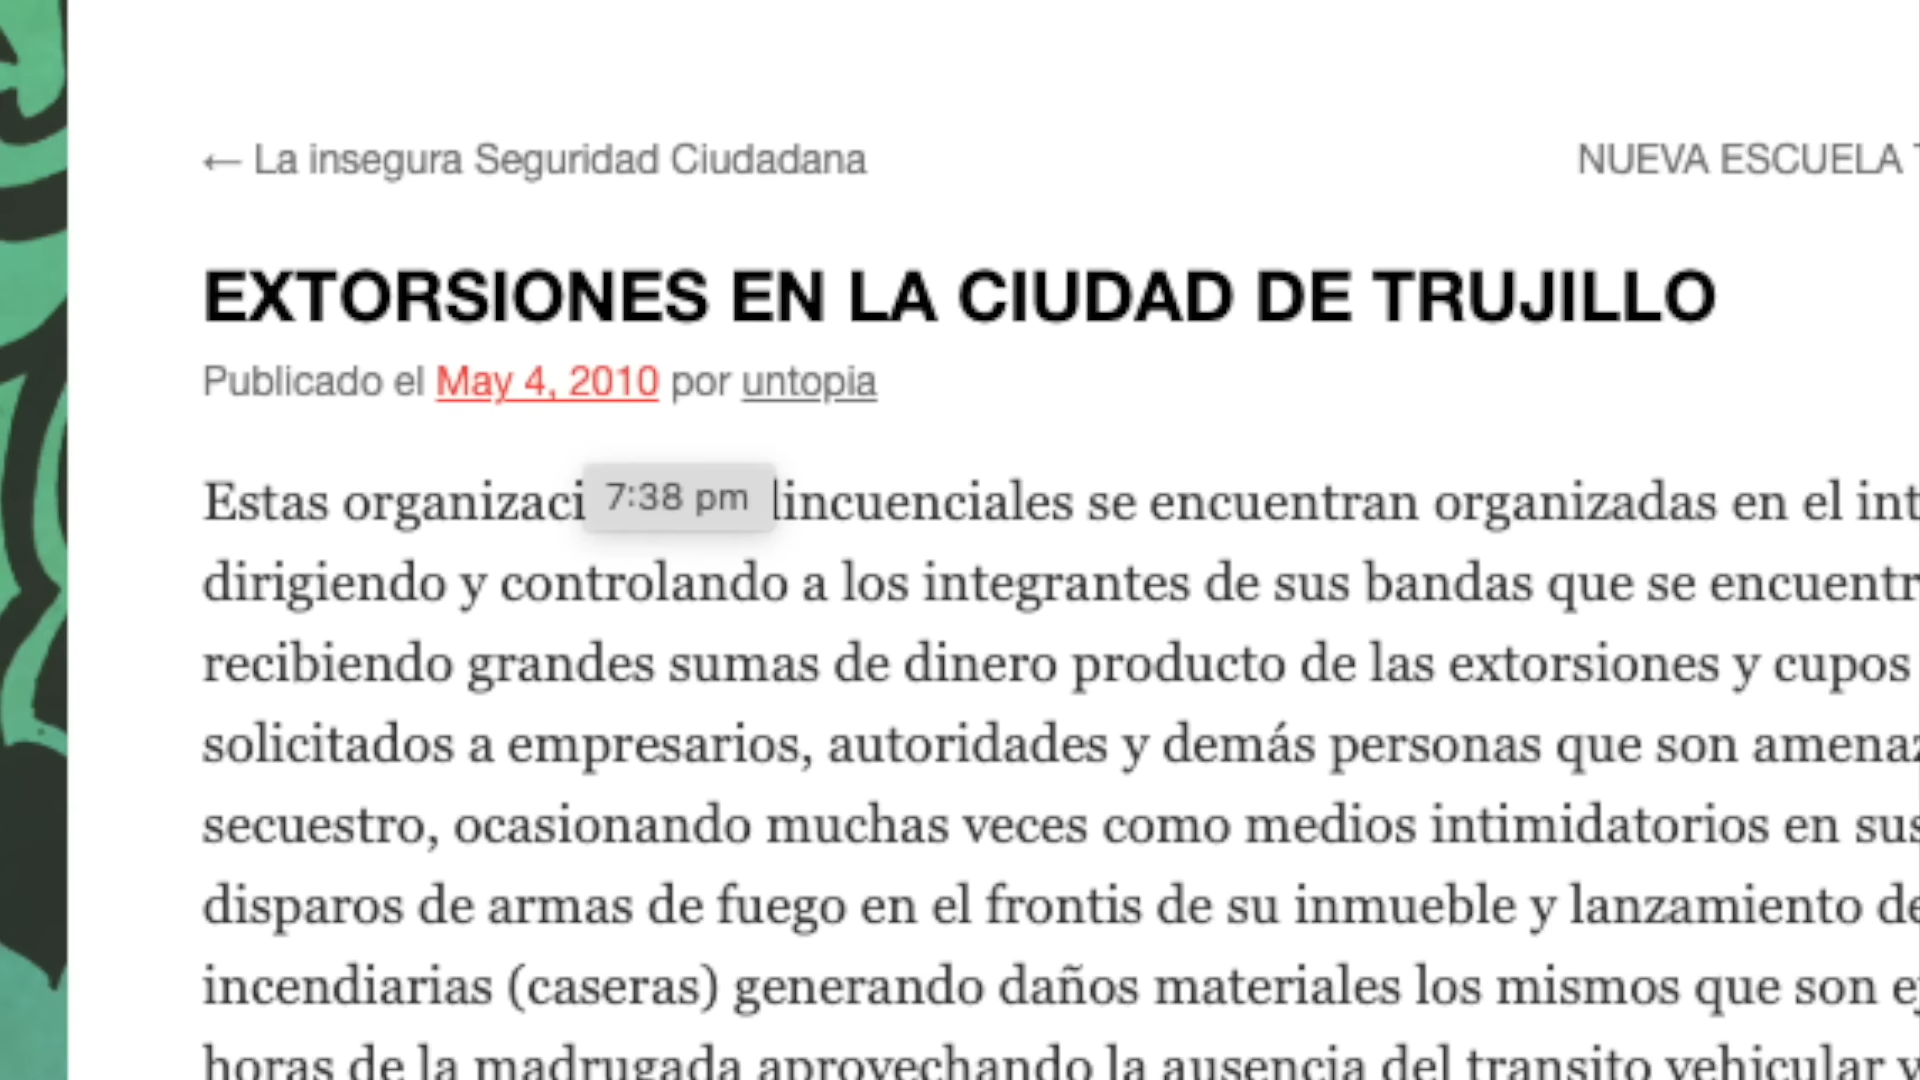 ← La insegura Seguridad Ciudadana
NUEVA ESCUELA
EXTORSIONES EN LA CIUDAD DE TRUJILLO
Publicado el May 4, 2010 por untopia
7:38 pm
Estas organizaci lincuenciales se encuentran organizadas en el int
dirigiendo y controlando a los integrantes de sus bandas que se encuentr
recibiendo grandes sumas de dinero producto de las extorsiones y cupos
solicitados a empresarios, autoridades y demás personas que son amenaz
secuestro, ocasionando muchas veces como medios intimidatorios en sus
disparos de armas de fuego en el frontis de su inmueble y lanzamiento de
incendiarias (caseras) generando daños materiales los mismos que son
horas de la madrugada aprovechando la ausencia del transito vehicular y